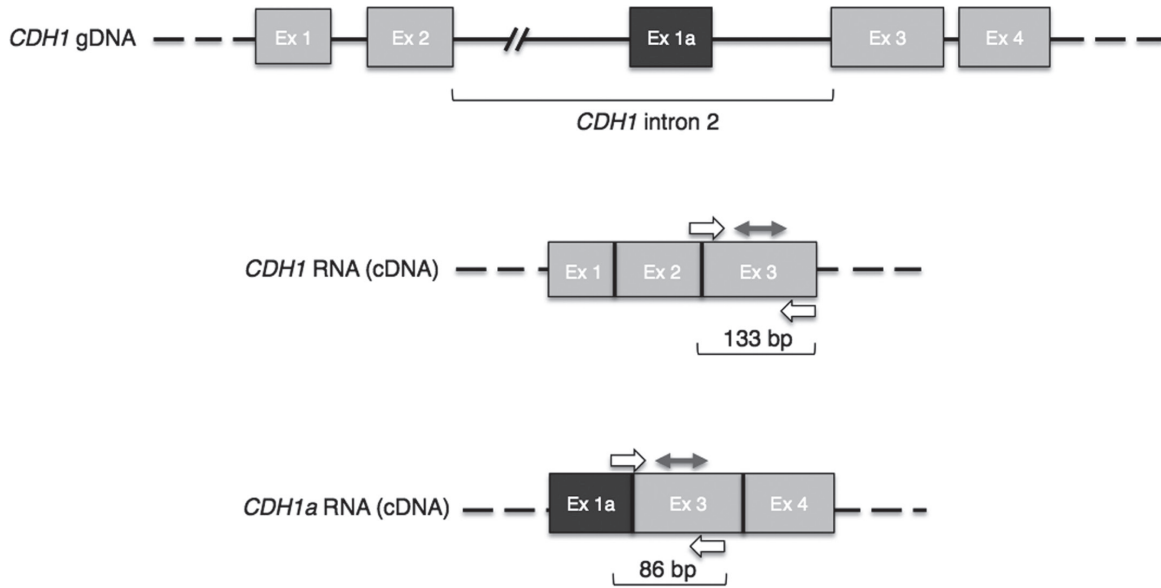 CDH1 gDNA Ex 1 Ex 2 Ex 1a Ex 3 Ex 4
CDH1 intron 2
CDH1 RNA (cDNA) Ex 1 Ex 2 Ex 3
133 bp
CDH1a RNA (cDNA) Ex 1a Ex 3 Ex 4
86 bp